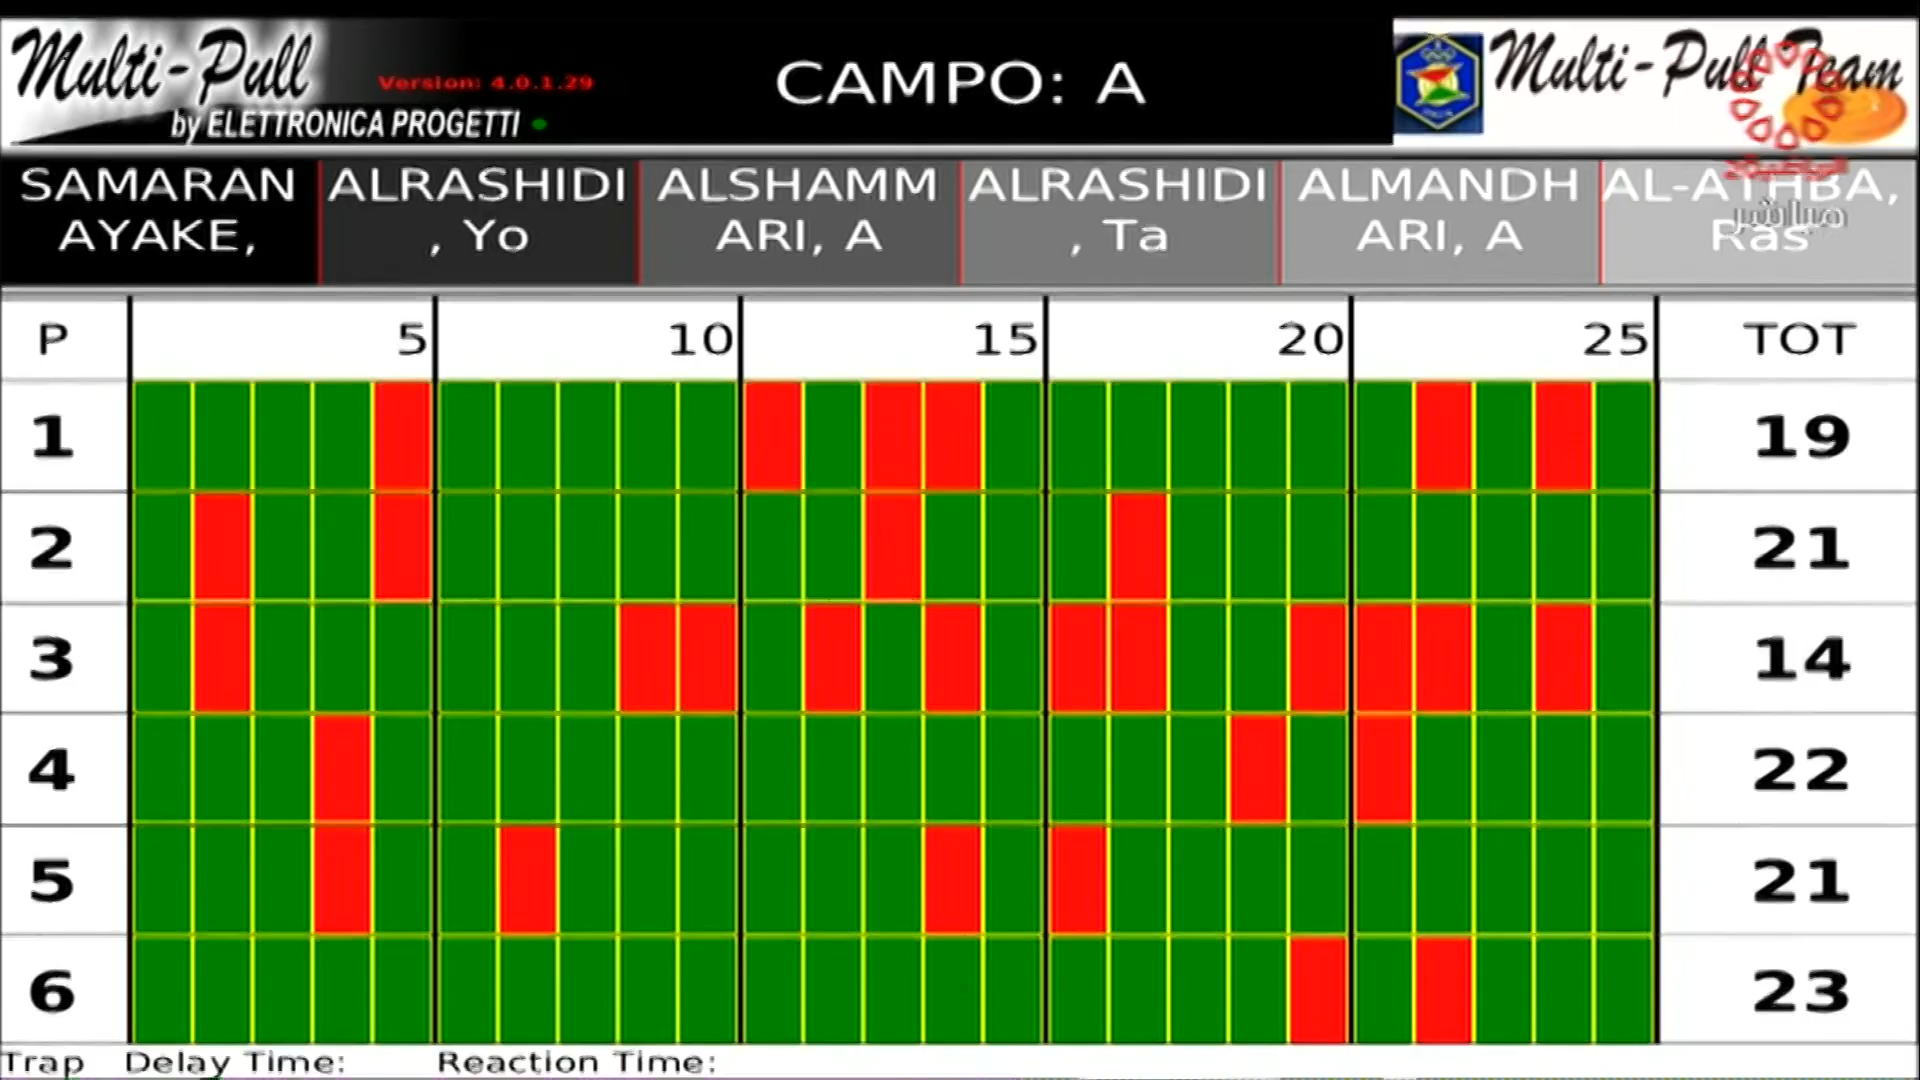 Multi-Pull
Version: 4.0.1.29
by ELETTRONICA PROGETTI
CAMPO: A
Multi-Pull Team
SAMARAN
AYAKE,
ALRASHIDI
, Yo
ALSHAMM
ARI, A
ALRASHIDI
, Ta
ALMANDH
ARI, A
AL-ATHBA,
Ras
مباشر
P 5 10 15 20 25 TOT
1 19
2 21
3 14
4 22
5 21
6 23
Trap Delay Time: Reaction Time: